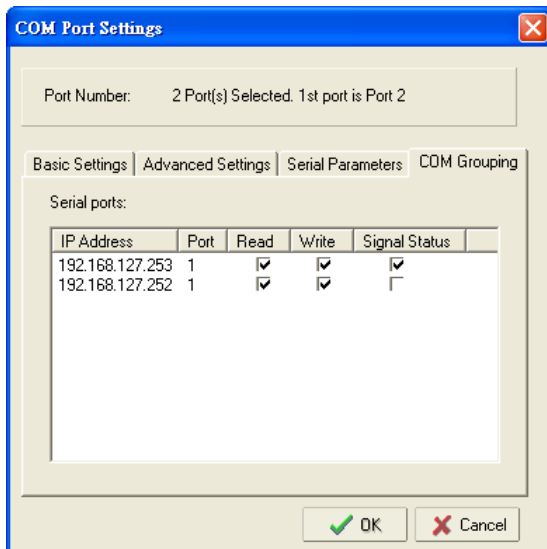 COM Port Settings
Port Number: 2 Port(s) Selected. 1st port is Port 2
Basic Settings Advanced Settings Serial Parameters COM Grouping
Serial ports:
IP Address Port Read Write Signal Status
192.168.127.253 1
192.168.127.252 1
OK Cancel